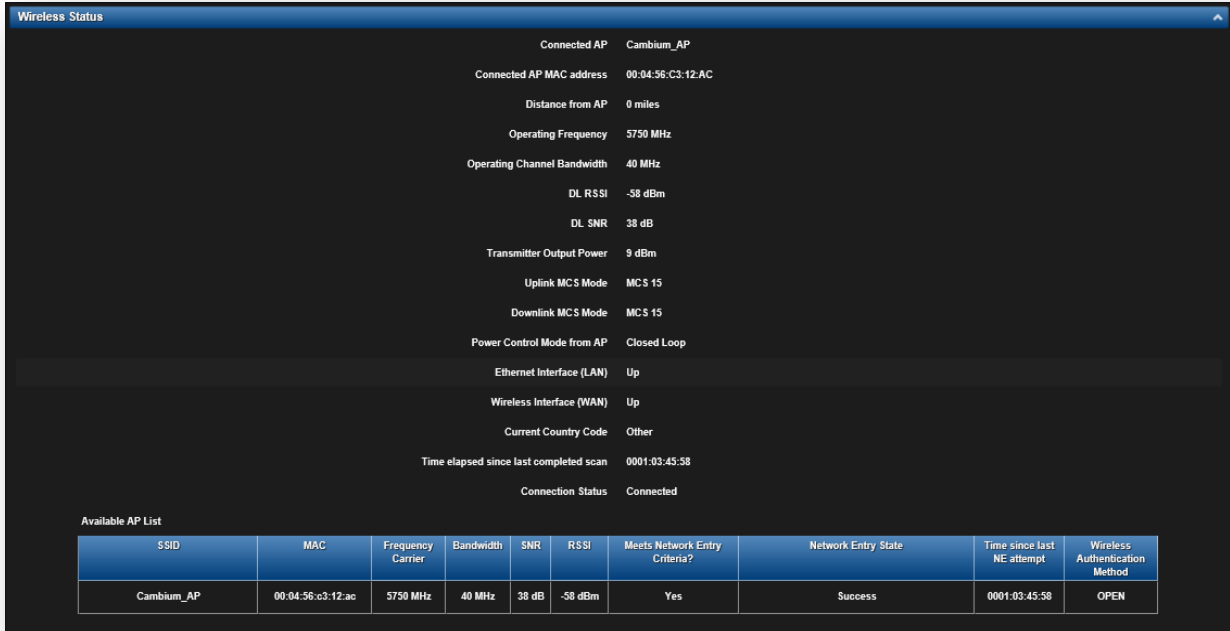 Wireless Status
Connected AP Cambium_AP
Connected AP MAC address 00:04:56:C3:12:AC
Distance from AP 0 miles
Operating Frequency 5750 MHz
Operating Channel Bandwidth 40 MHz
DL RSSI -58 dBm
DL SNR 38 dB
Transmitter Output Power 9 dBm
Uplink MCS Mode MCS 15
Downlink MCS Mode MCS 15
Power Control Mode from AP Closed Loop
Ethernet Interface (LAN) Up
Wireless Interface (WAN) Up
Current Country Code Other
Time elapsed since last completed scan 0001:03:45:58
Connection Status Connected
Available AP List
SSID MAC Frequency Carrier Bandwidth SNR RSSI Meets Network Entry Criteria? Network Entry State Time since last NE attempt Wireless Authentication Method
Cambium_AP 00:04:56:c3:12:ac 5750 MHz 40 MHz 38 dB -58 dBm Yes Success 0001:03:45:58 OPEN